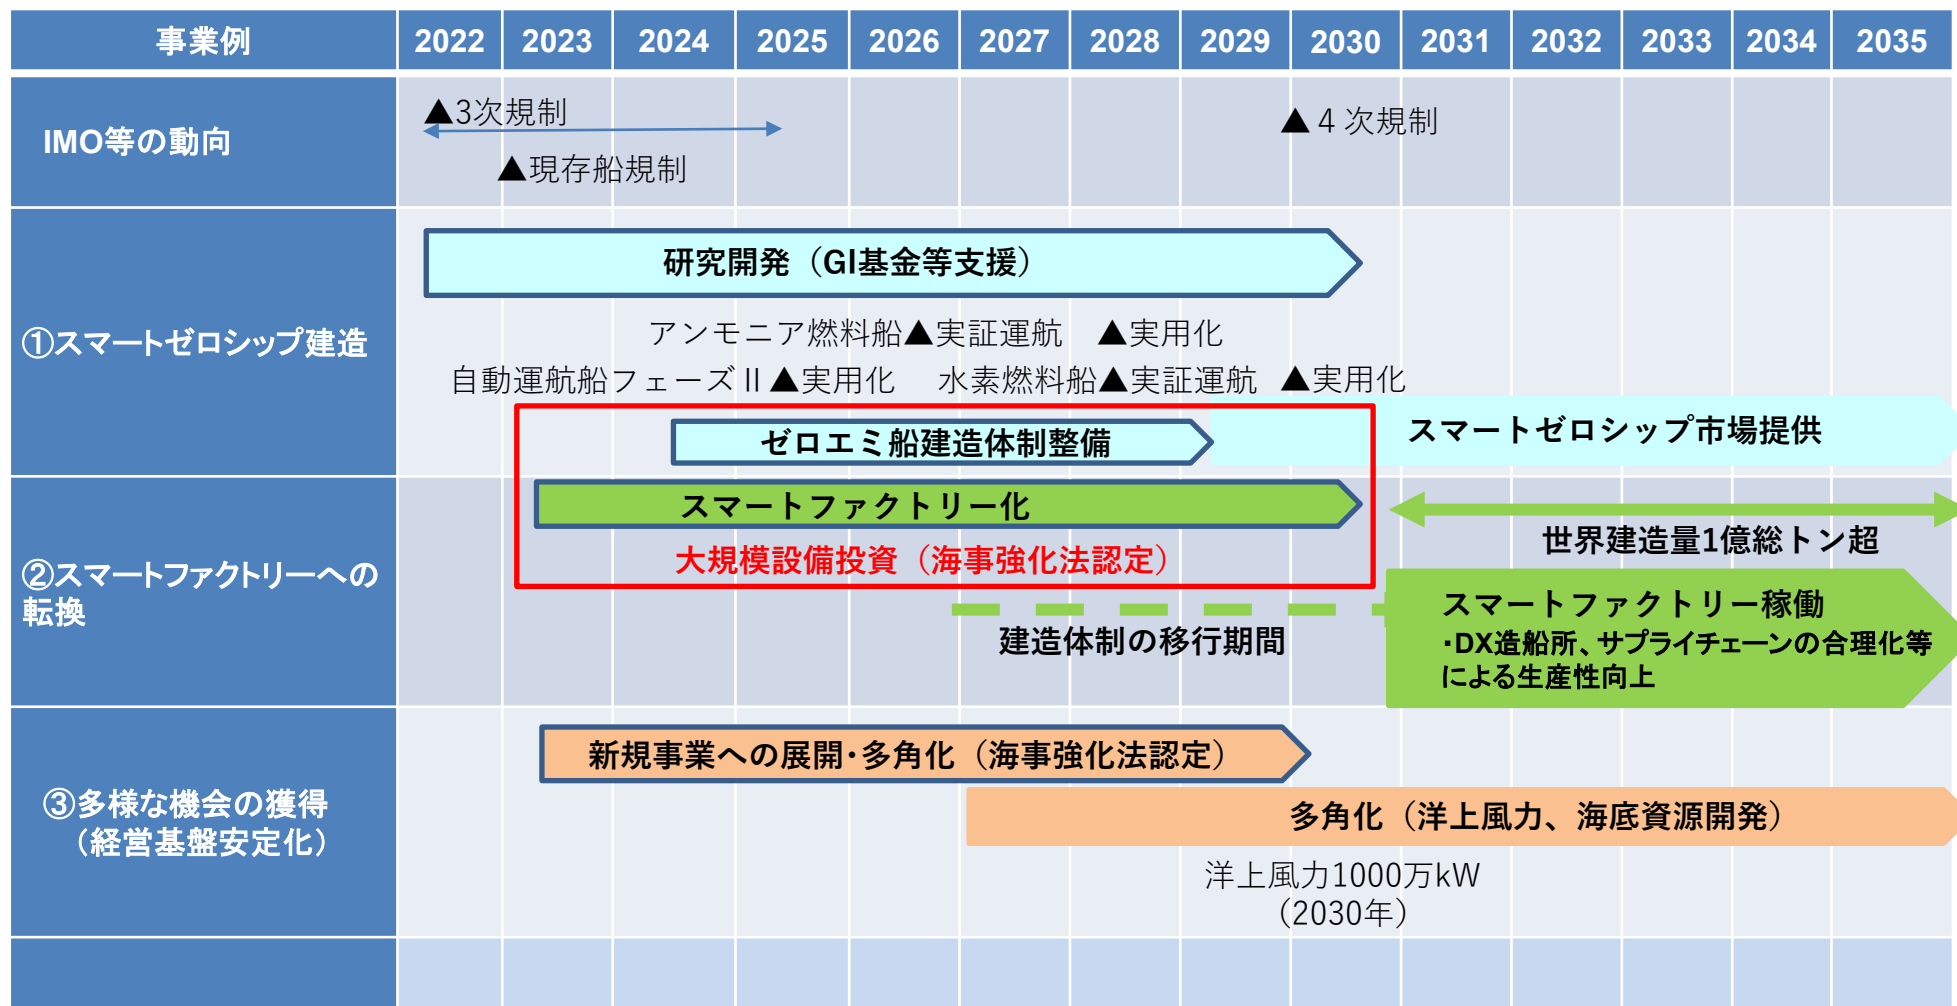 事業例 2022 2023 2024 2025 2026 2027 2028 2029 2030 2031 2032 2033 2034 2035
IMO等の動向
▲3次規制
▲４次規制
▲現存船規制
①スマートゼロシップ建造
研究開発（GI基金等支援）
アンモニア燃料船▲実証運航 ▲実用化
自動運航船フェーズⅡ▲実用化 水素燃料船▲実証運航 ▲実用化
ゼロエミ船建造体制整備
スマートゼロシップ市場提供
②スマートファクトリーへの
転換
スマートファクトリー化
大規模設備投資（海事強化法認定）
世界建造量1億総トン超
建造体制の移行期間
スマートファクトリー稼働
・DX造船所、サプライチェーンの合理化等
による生産性向上
③多様な機会の獲得
（経営基盤安定化）
新規事業への展開・多角化（海事強化法認定）
多角化（洋上風力、海底資源開発）
洋上風力1000万kW
（2030年）